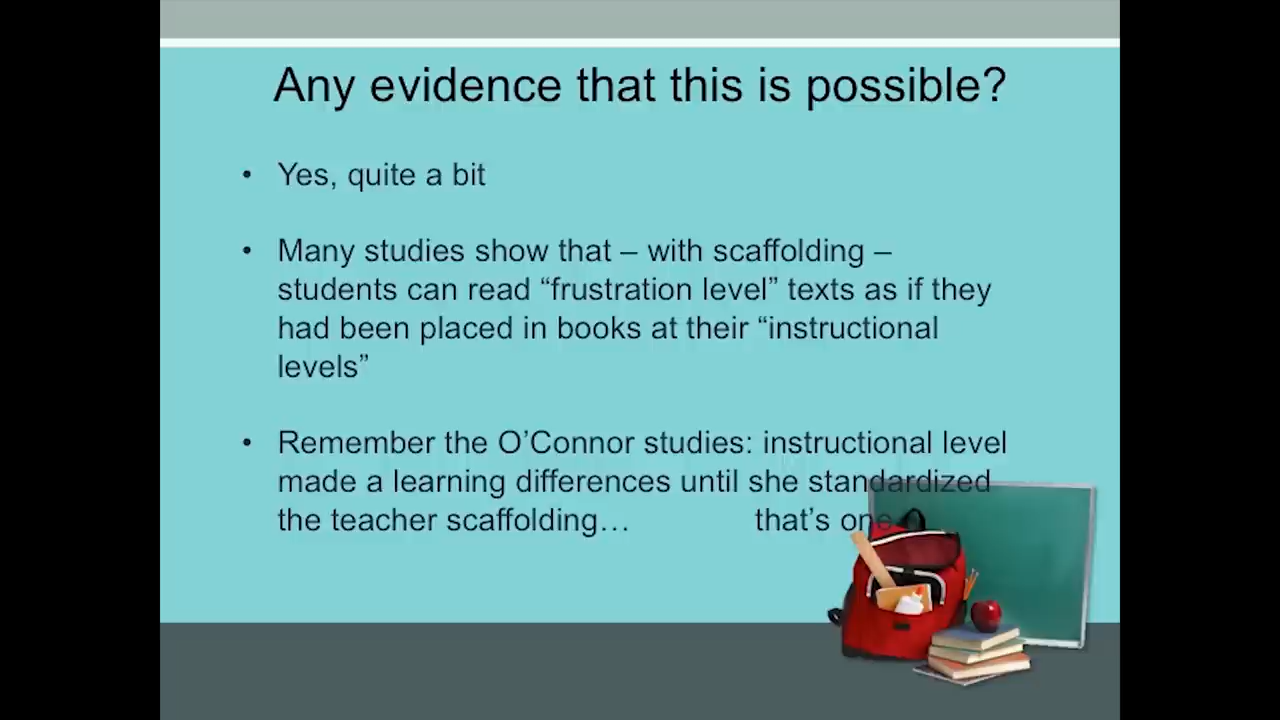 Any evidence that this is possible?
• Yes, quite a bit
• Many studies show that – with scaffolding –
students can read “frustration level” texts as if they
had been placed in books at their “instructional
levels”
• Remember the O’Connor studies: instructional level
made a learning differences until she standardized
the teacher scaffolding… that’s one